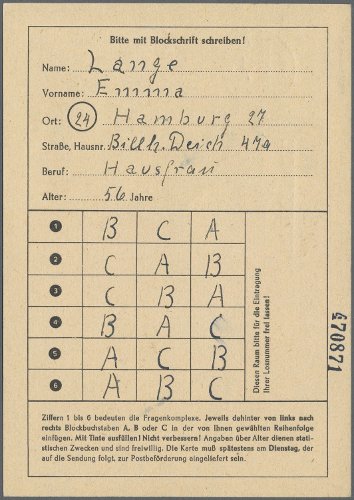 Bitte mit Blockschrift schreiben!
Name: Lange
Vorname: Emma
Ort: (24) Hamburg 27
Straße, Hausnr. Billh. Deich 47a
Beruf: Hausfrau
Alter: 56 Jahre
1 B C A
2 C A B
3 C B A
4 B A C
5 A C B
6 A B C
Diesen Raum bitte für die Eintragung
Ihrer Losnummer frei lassen!
470871
Ziffern 1 bis 6 bedeuten die Fragenkomplexe. Jeweils dahinter von links nach
rechts Blockbuchstaben A, B oder C in der von Ihnen gewählten Reihenfolge
einfügen. Mit Tinte ausfüllen! Nicht verbessern! Angaben über Alter dienen stati-
stischen Zwecken und sind freiwillig. Die Karte muß spätestens am Dienstag, der
auf die Sendung folgt, zur Postbeförderung eingeliefert sein.